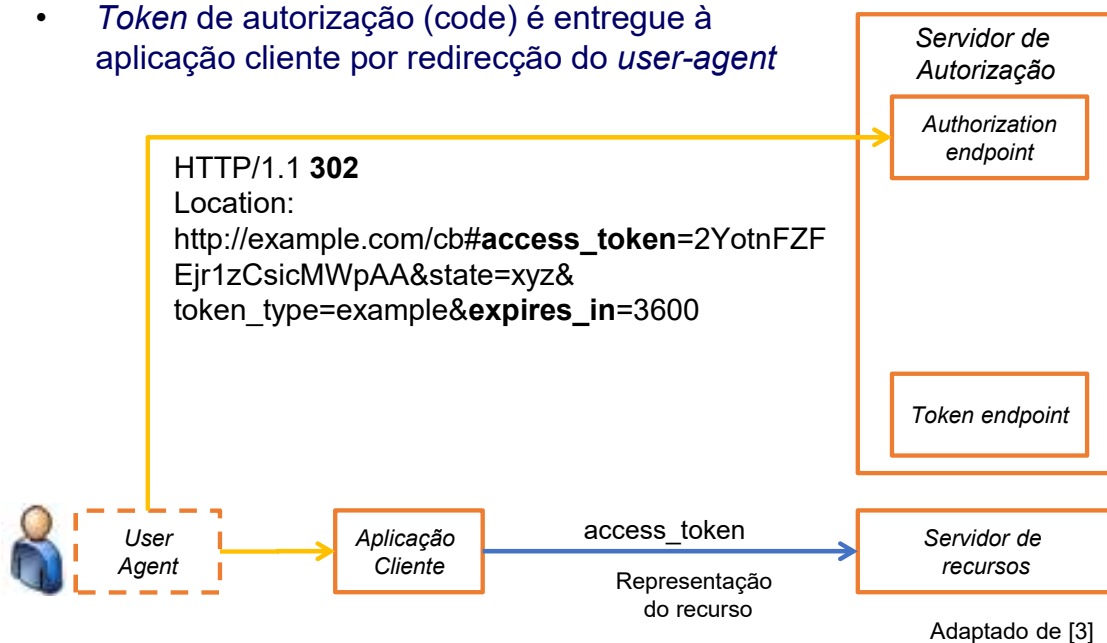 • Token de autorização (code) é entregue à
aplicação cliente por redirecção do user-agent
Servidor de
Autorização
Authorization
endpoint
HTTP/1.1 302
Location:
http://example.com/cb#access_token=2YotnFZF
Ejr1zCsicMWpAA&state=xyz&
token_type=example&expires_in=3600
Token endpoint
User
Agent
Aplicação
Cliente
access_token
Representação
do recurso
Servidor de
recursos
Adaptado de [3]